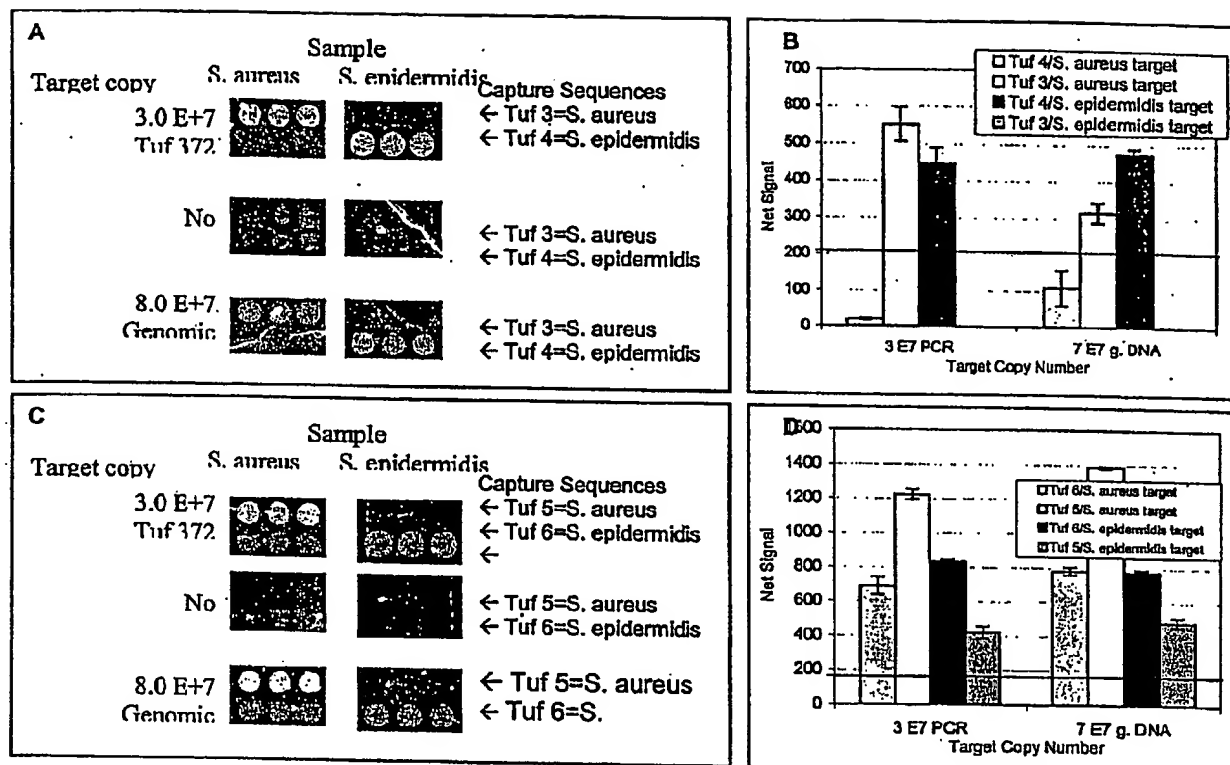 A
Sample
Target copy S. aureus S. enidermidis
Capture Sequences
3.0 E+7
Tuf 372
← Tuf 3=S. aureus
← Tuf 4=S. epidermidis
No
← Tuf 3=S. aureus
← Tuf 4=S. epidermidis
8.0 E+7.
Genomic
← Tuf 3=S. aureus
← Tuf 4=S. epidermidis
B
Tuf 4/S. aureus target
Tuf 3/S. aureus target
Tuf 4/S. epidermidis target
Tuf 3/S. epidermidis target
700
600
500
400
300
200
100
0
Net Signal
3 E7 PCR 7 E7 g. DNA
Target Copy Number
C
Sample
Target copy S. aureus S. enidermidis
Capture Sequences
3.0 E+7
Tuf 372
← Tuf 5=S. aureus
← Tuf 6=S. epidermidis
←
No
← Tuf 5=S. aureus
← Tuf 6=S. epidermidis
8.0 E+7
Genomic
← Tuf 5=S. aureus
← Tuf 6=S.
D
Tuf 6/S. aureus target
Tuf 5/S. aureus target
Tuf 6/S. epidermidis target
Tuf 5/S. epidermidis target
1600
1400
1200
1000
800
600
400
200
0
Net Signal
3 E7 PCR 7 E7 g. DNA
Target Copy Number